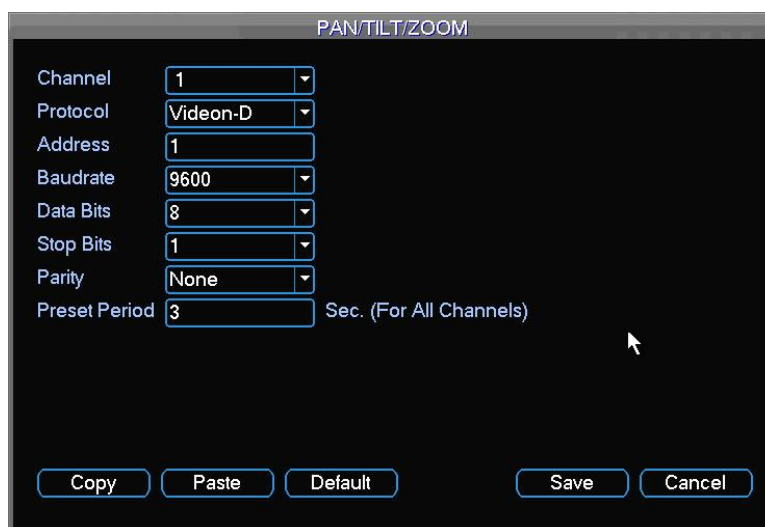 PAN/TILT/ZOOM
Channel 1
Protocol Videon-D
Address 1
Baudrate 9600
Data Bits 8
Stop Bits 1
Parity None
Preset Period 3 Sec. (For All Channels)
Copy Paste Default Save Cancel